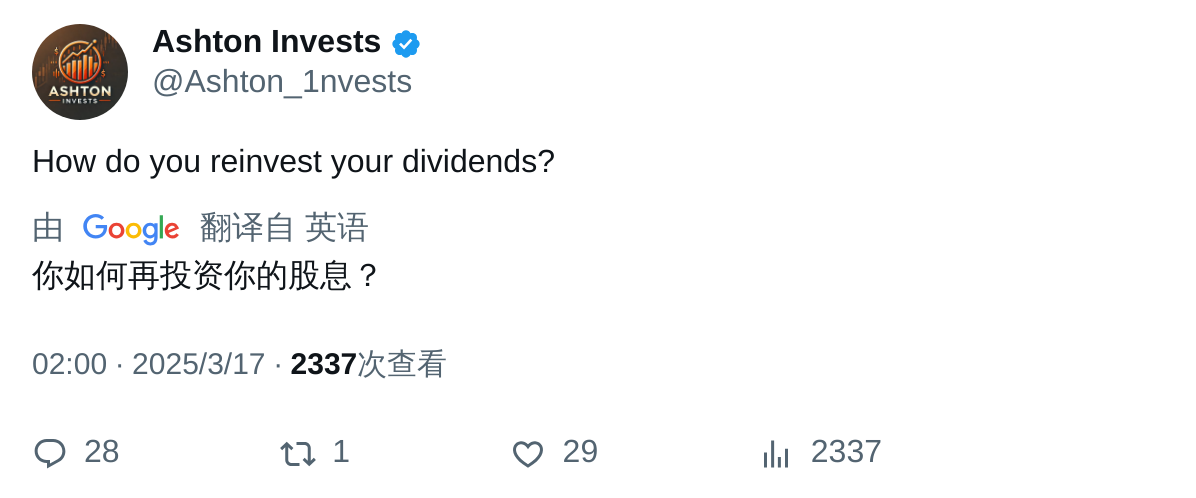 Ashton Invests
@Ashton_1nvests
ASHTON
INVESTS
How do you reinvest your dividends?
由 Google 翻译自 英语
你如何再投资你的股息？
02:00 · 2025/3/17 · 2337次查看
28 1 29 2337